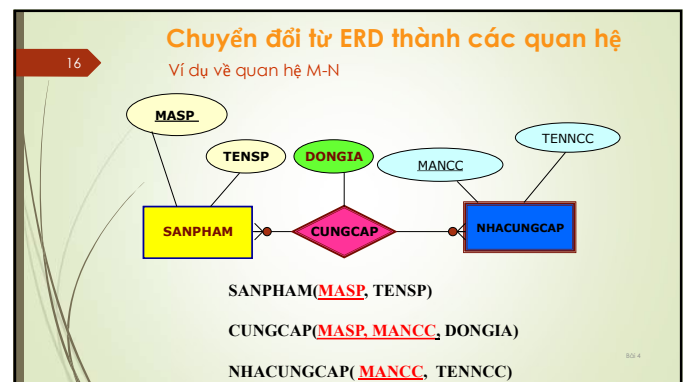 Chuyển đổi từ ERD thành các quan hệ
16
Ví dụ về quan hệ M-N
MASP
TENSP
DONGIA
MANCC
TENNCC
SANPHAM
CUNGCAP
NHACUNGCAP
SANPHAM(MASP, TENSP)
CUNGCAP(MASP, MANCC, DONGIA)
NHACUNGCAP( MANCC, TENNCC)